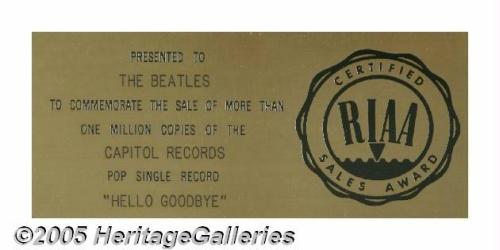 PRESENTED TO
THE BEATLES
TO COMMEMORATE THE SALE OF MORE THAN
ONE MILLION COPIES OF THE
CAPITOL RECORDS
POP SINGLE RECORD
"HELLO GOODBYE"
CERTIFIED
RIAA
SALES AWARD
©2005 HeritageGalleries